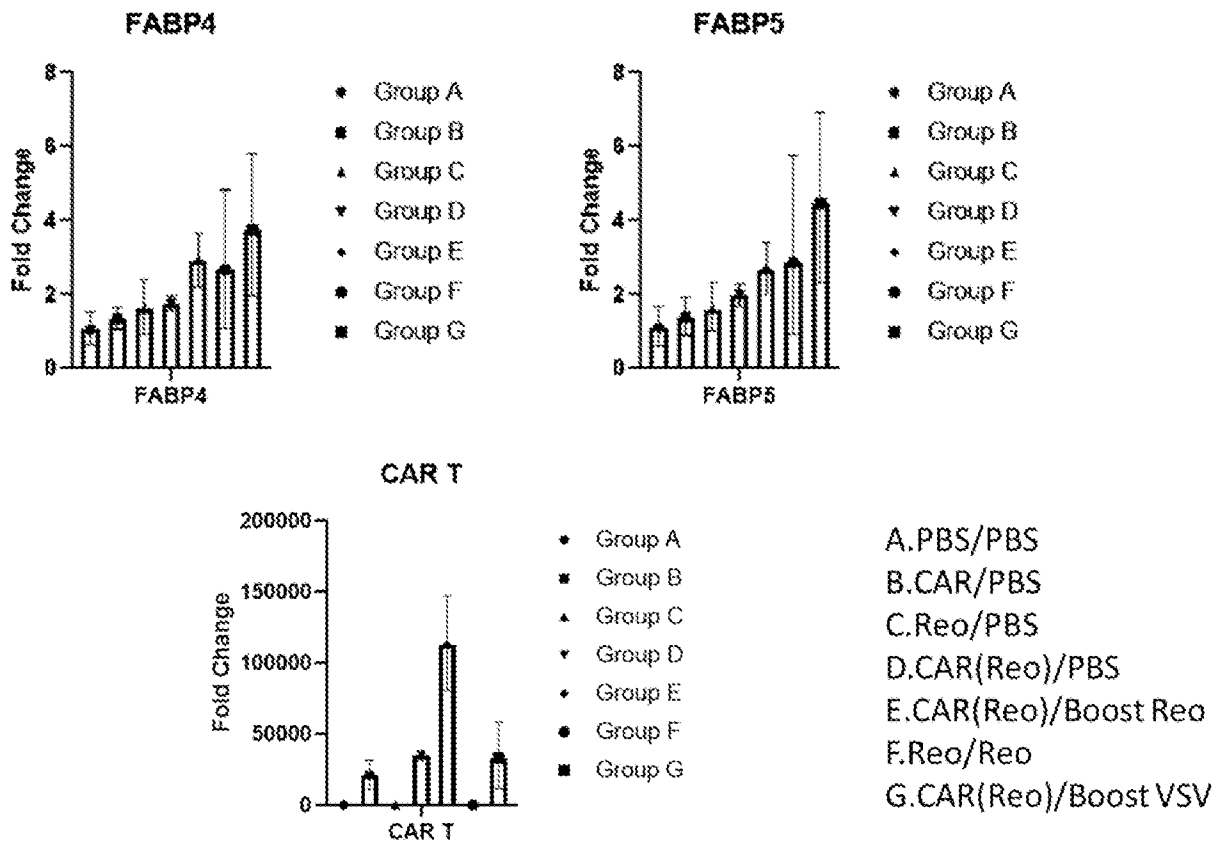 FABP4
8
6
4
2
0
Fold Change
FABP4
Group A
Group B
Group C
Group D
Group E
Group F
Group G
FABP5
8
6
4
2
0
Fold Change
FABP5
Group A
Group B
Group C
Group D
Group E
Group F
Group G
CAR T
200000
150000
100000
50000
0
Fold Change
CAR T
Group A
Group B
Group C
Group D
Group E
Group F
Group G
A.PBS/PBS
B.CAR/PBS
C.Reo/PBS
D.CAR(Reo)/PBS
E.CAR(Reo)/Boost Reo
F.Reo/Reo
G.CAR(Reo)/Boost VSV